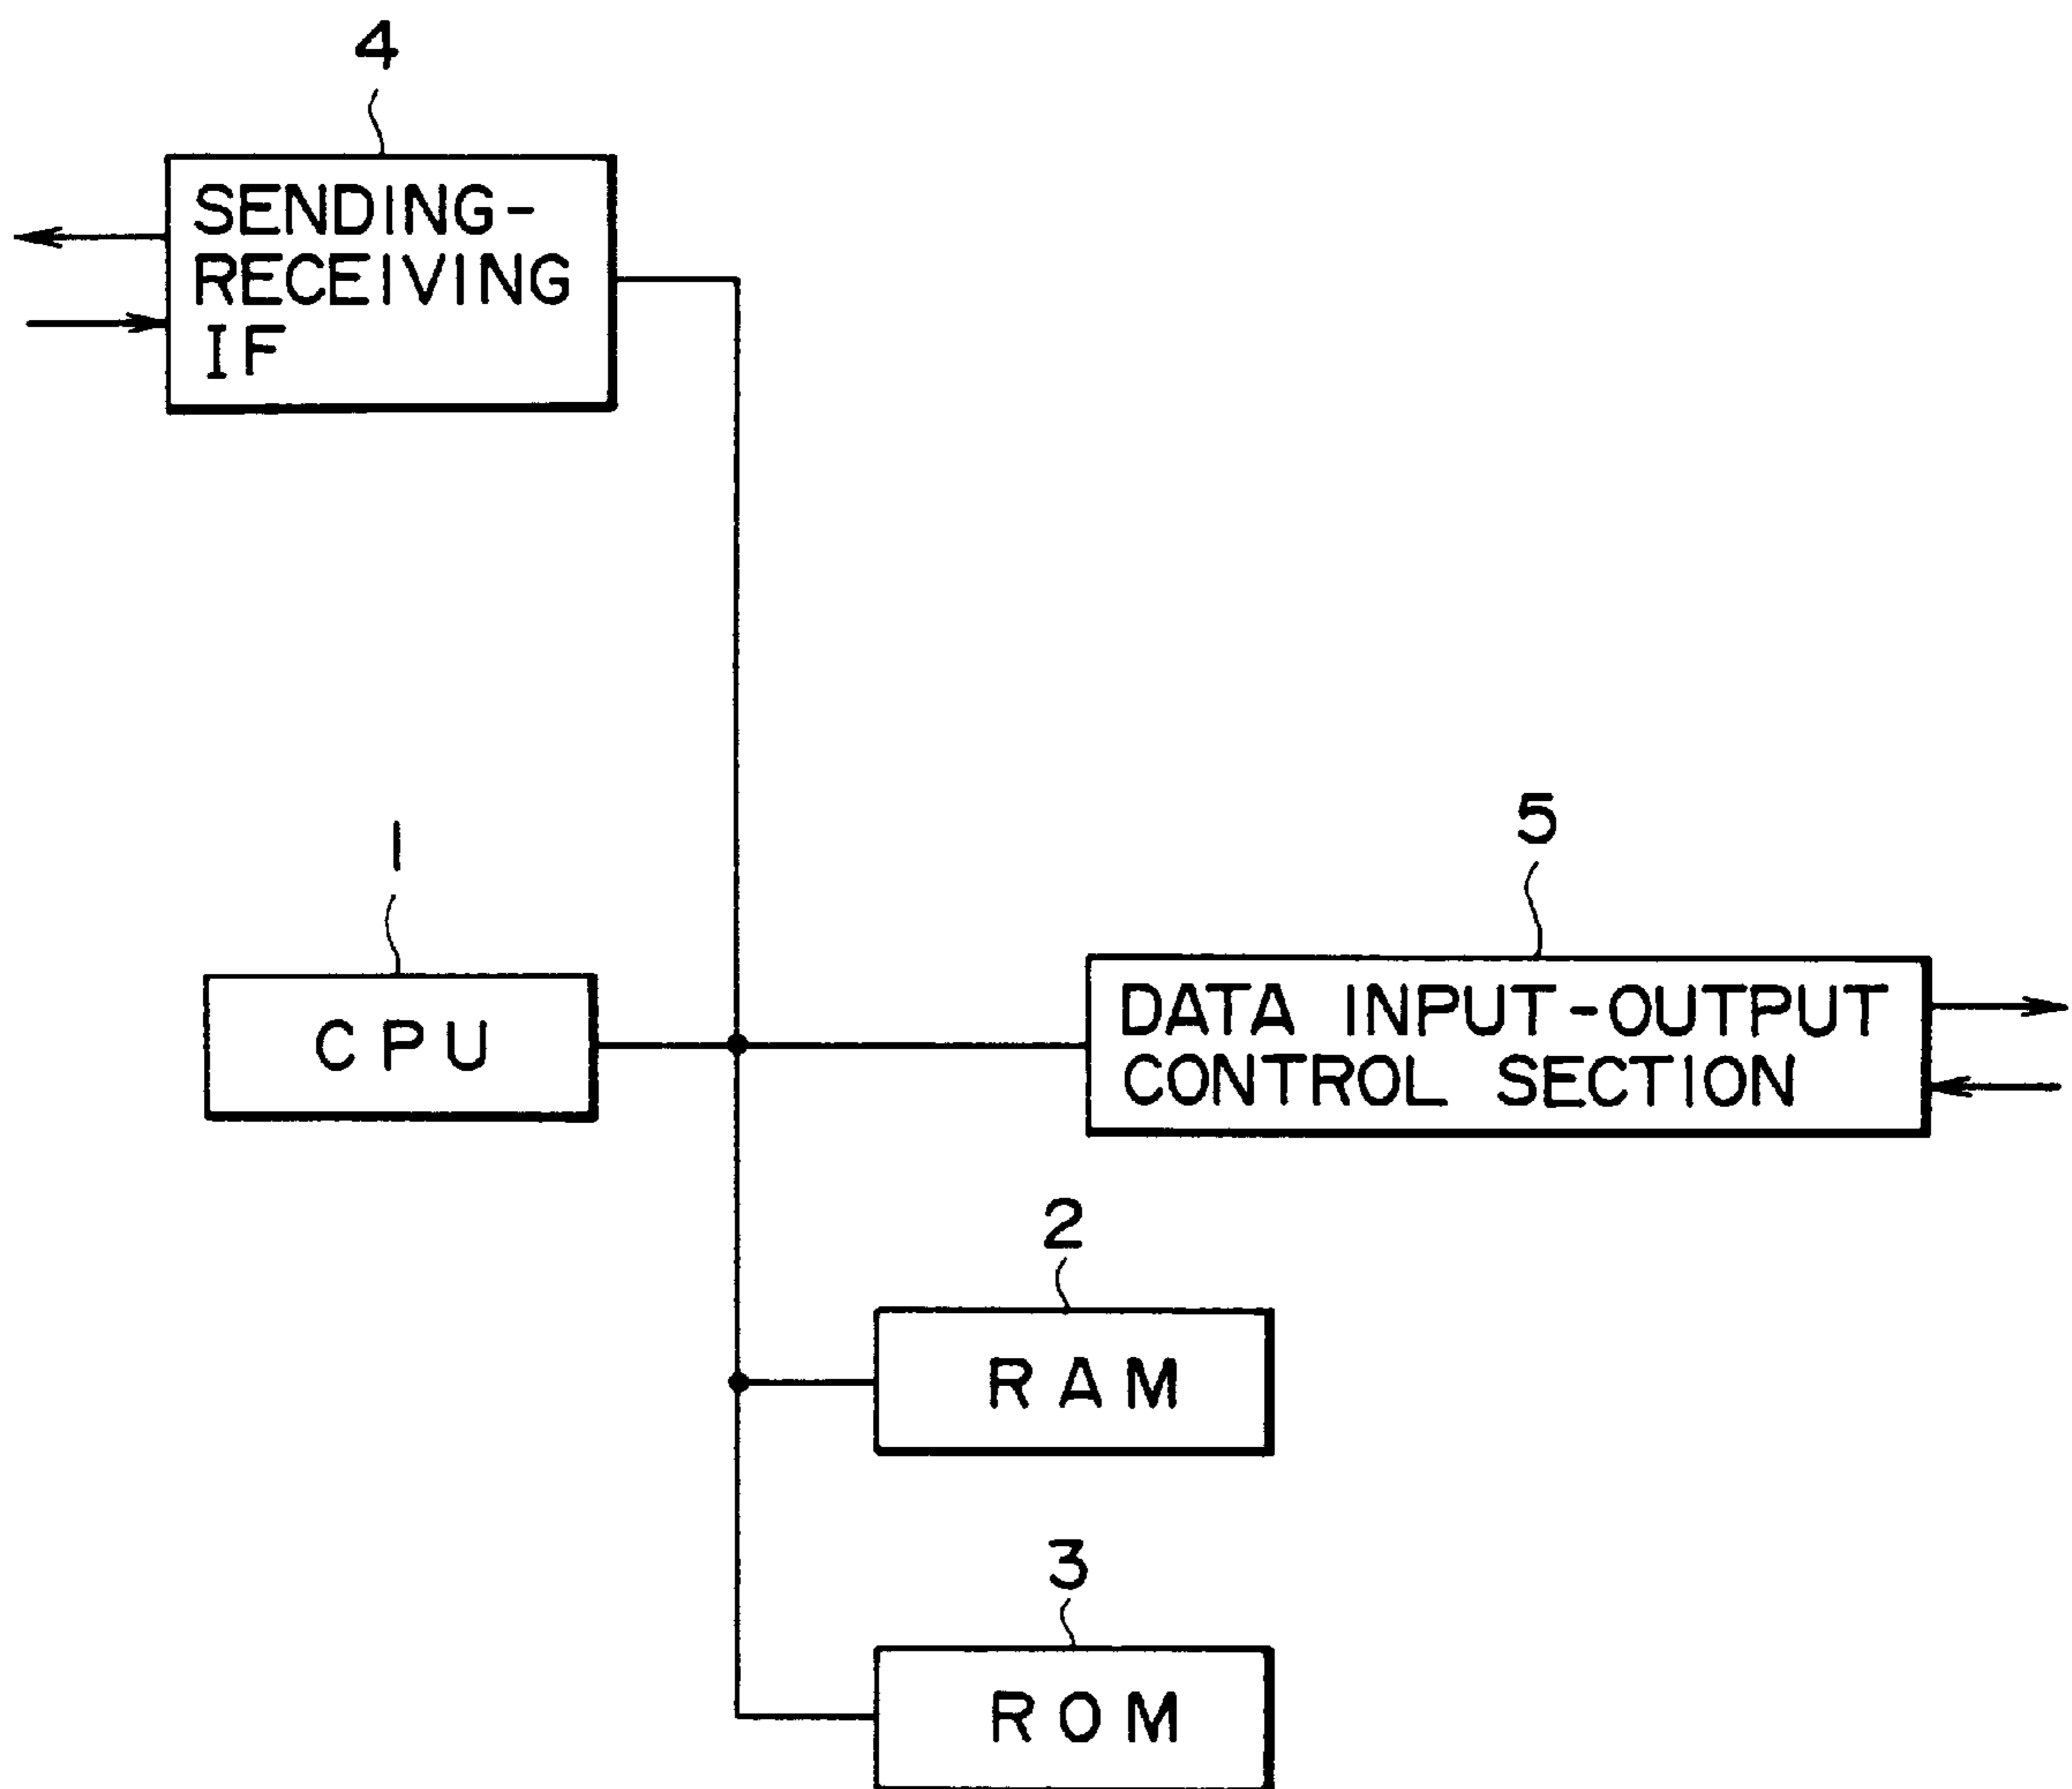 4
SENDING-
RECEIVING
IF
1
CPU
5
DATA INPUT-OUTPUT
CONTROL SECTION
2
RAM
3
ROM